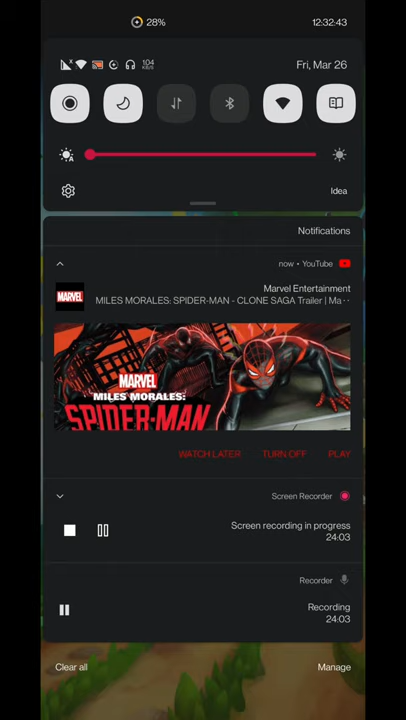 28%
12:32:43
104
KB/S
Fri, Mar 26
A
Idea
Notifications
now • YouTube
Marvel Entertainment
MILES MORALES: SPIDER-MAN - CLONE SAGA Trailer | Ma··
MARVEL
MARVEL
MILES MORALES:
SPIDER-MAN
WATCH LATER
TURN OFF
PLAY
Screen Recorder
Screen recording in progress
24:03
Recorder
Recording
24:03
Clear all
Manage